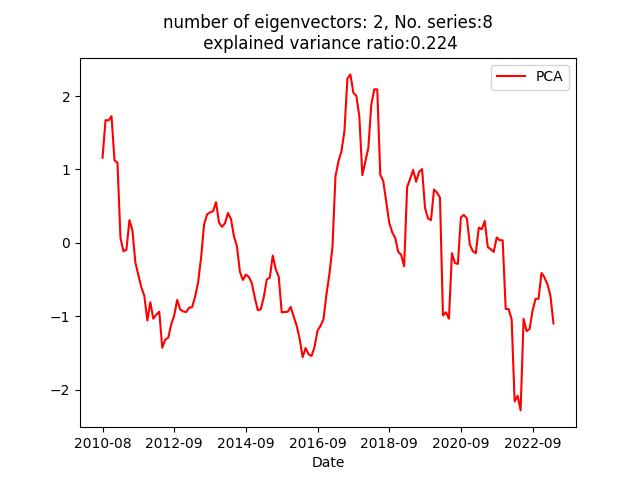 number of eigenvectors: 2, No. series:8
explained variance ratio:0.224
PCA
2
1
0
−1
−2
2010-08 2012-09 2014-09 2016-09 2018-09 2020-09 2022-09
Date